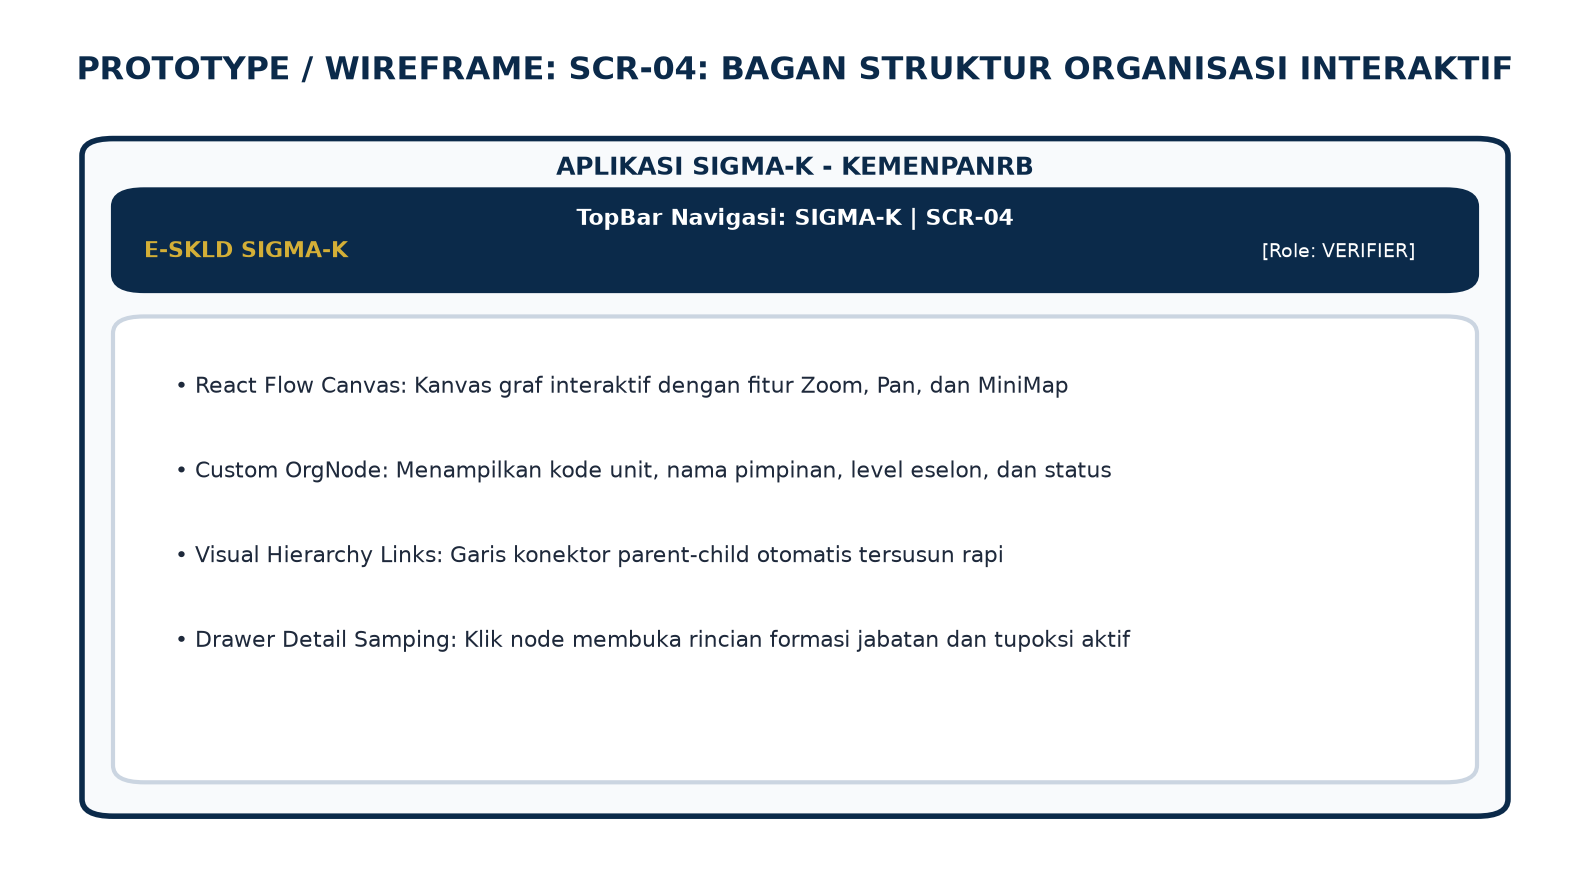 PROTOTYPE / WIREFRAME: SCR-04: BAGAN STRUKTUR ORGANISASI INTERAKTIF
APLIKASI SIGMA-K - KEMENPANRB
TopBar Navigasi: SIGMA-K | SCR-04
E-SKLD SIGMA-K
[Role: VERIFIER]
• React Flow Canvas: Kanvas graf interaktif dengan fitur Zoom, Pan, dan MiniMap
• Custom OrgNode: Menampilkan kode unit, nama pimpinan, level eselon, dan status
• Visual Hierarchy Links: Garis konektor parent-child otomatis tersusun rapi
• Drawer Detail Samping: Klik node membuka rincian formasi jabatan dan tupoksi aktif